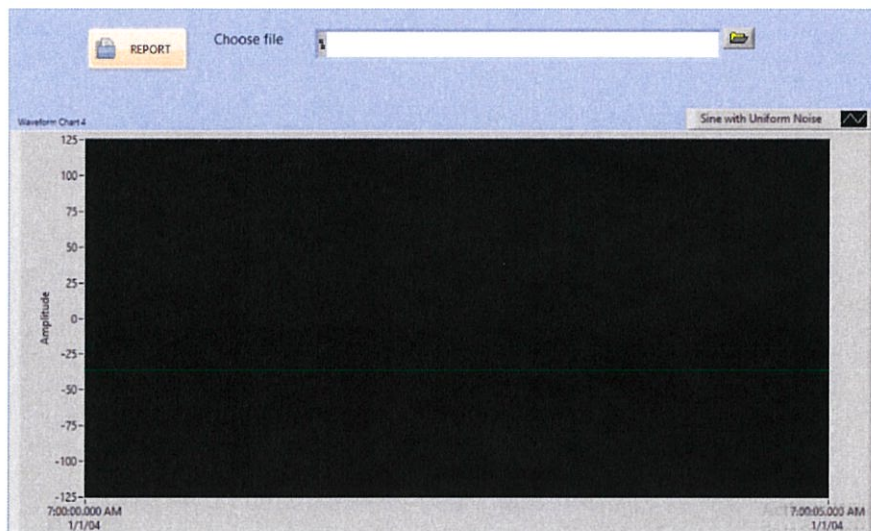 REPORT
Choose file
Waveform Chart 4
Sine with Uniform Noise
125
100
75
50
25
0
-25
-50
-75
-100
-125
Amplitude
7:00:00.000 AM
1/1/04
7:00:05.000 AM
1/1/04